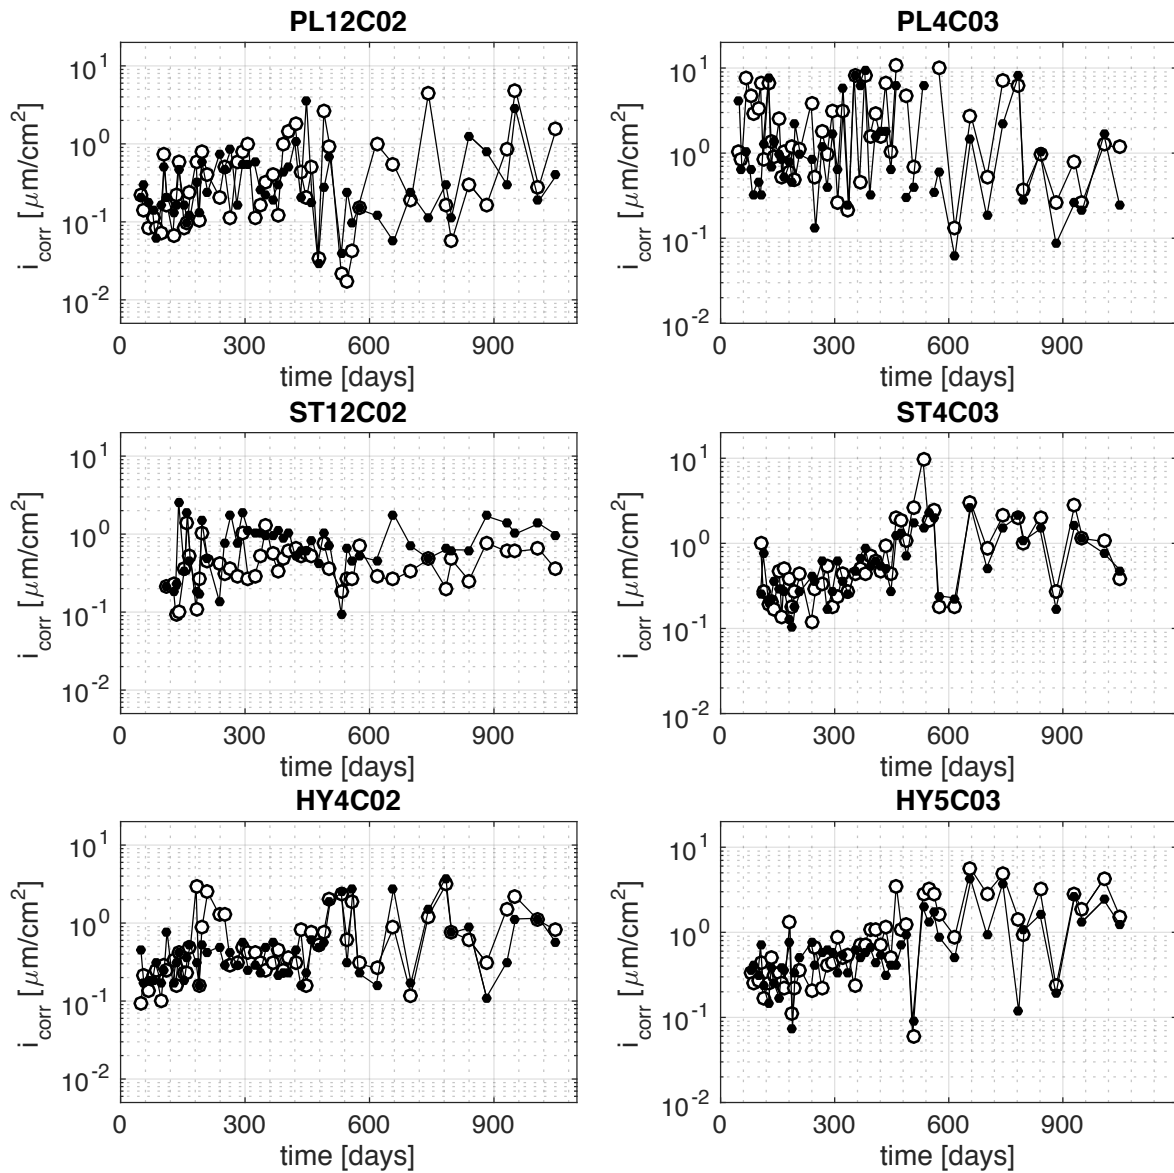 PL12C02
PL4C03
10^1
10^0
10^-1
10^-2
i_corr [μm/cm^2]
0 300 600 900
time [days]
10^1
10^0
10^-1
10^-2
i_corr [μm/cm^2]
0 300 600 900
time [days]
ST12C02
ST4C03
10^1
10^0
10^-1
10^-2
i_corr [μm/cm^2]
0 300 600 900
time [days]
10^1
10^0
10^-1
10^-2
i_corr [μm/cm^2]
0 300 600 900
time [days]
HY4C02
HY5C03
10^1
10^0
10^-1
10^-2
i_corr [μm/cm^2]
0 300 600 900
time [days]
10^1
10^0
10^-1
10^-2
i_corr [μm/cm^2]
0 300 600 900
time [days]